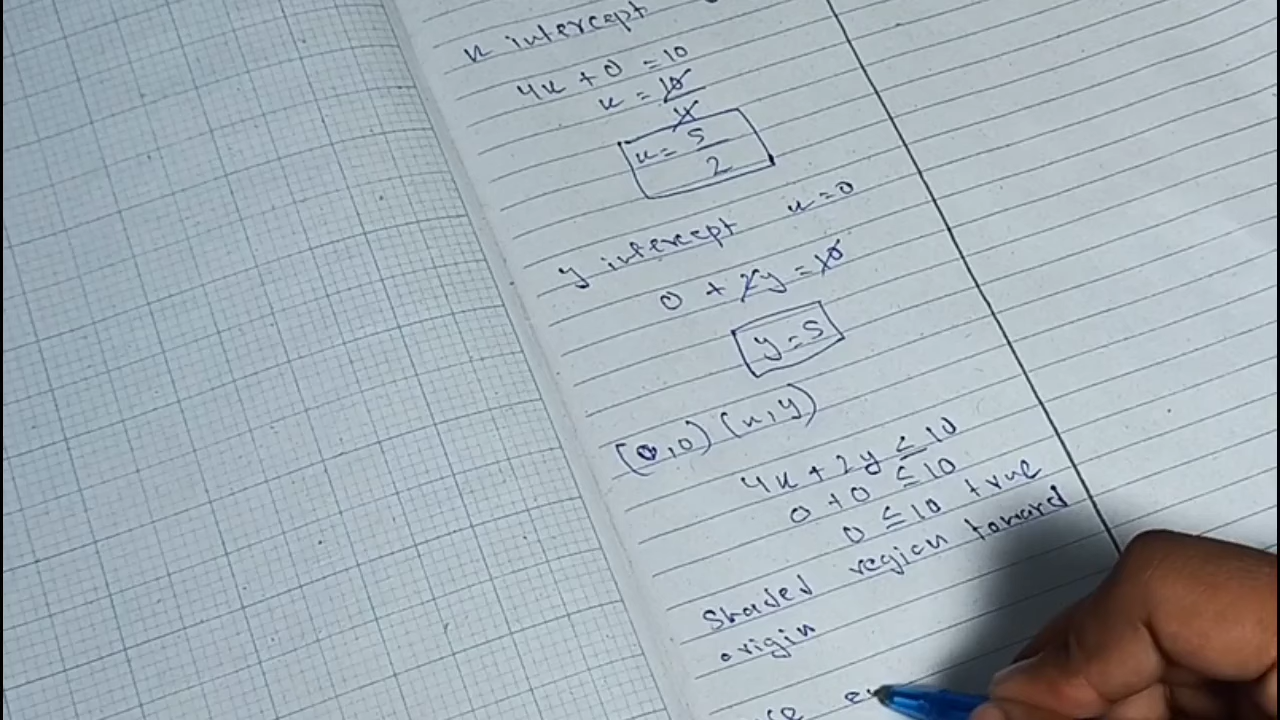 x intercept
4x + 0 = 10
x = 10/4
x = 5/2
y intercept x = 0
0 + 2y = 10
y = 5
(0,0) (x,y)
4x + 2y ≤ 10
0 + 0 ≤ 10
0 ≤ 10 true
Shaded region toward
origin